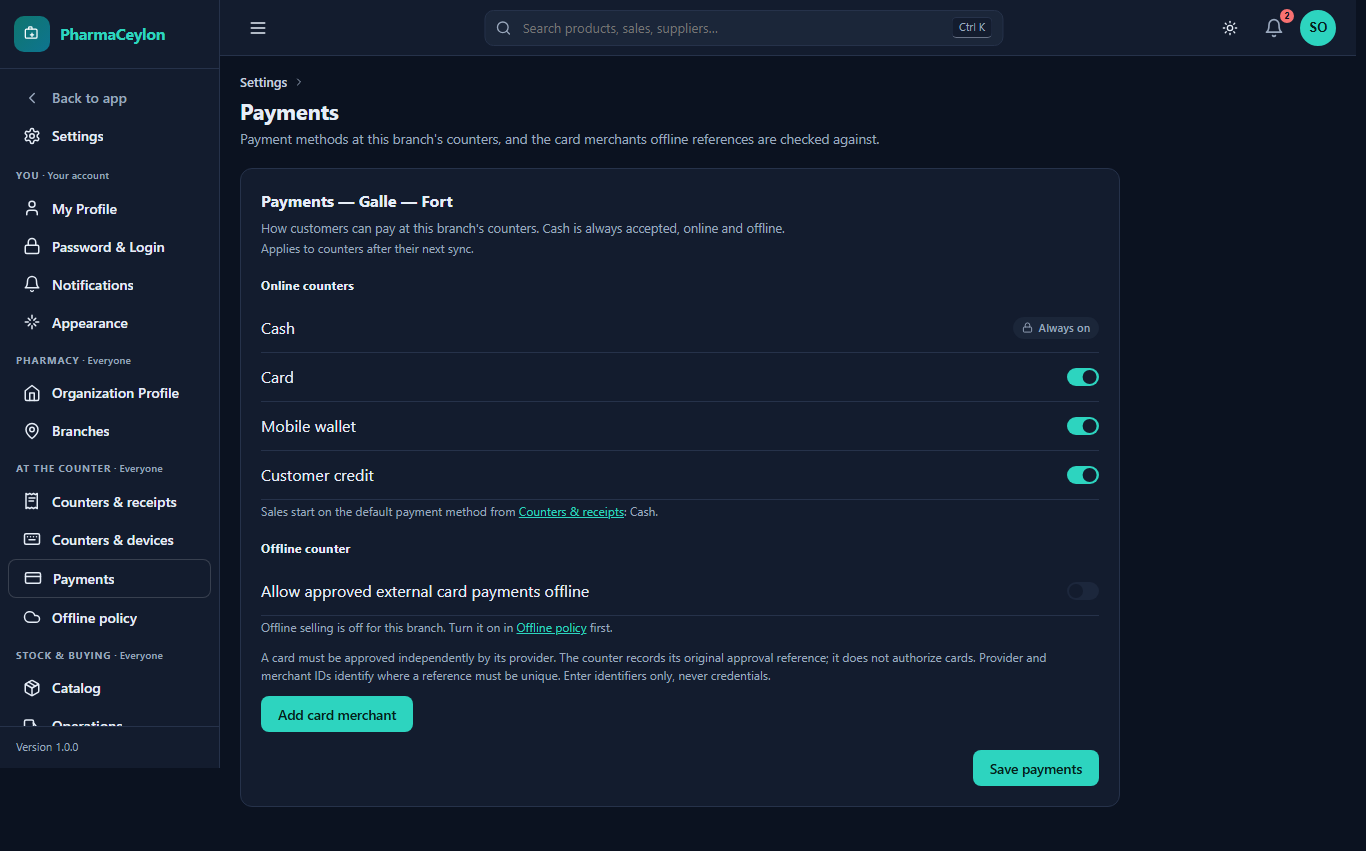 PharmaCeylon
Search products, sales, suppliers...
Ctrl K
2
SO
Back to app
Settings
YOU · Your account
My Profile
Password & Login
Notifications
Appearance
PHARMACY · Everyone
Organization Profile
Branches
AT THE COUNTER · Everyone
Counters & receipts
Counters & devices
Payments
Offline policy
STOCK & BUYING · Everyone
Catalog
Operations
Version 1.0.0
Settings
Payments
Payment methods at this branch's counters, and the card merchants offline references are checked against.
Payments — Galle — Fort
How customers can pay at this branch's counters. Cash is always accepted, online and offline.
Applies to counters after their next sync.
Online counters
Cash
Always on
Card
Mobile wallet
Customer credit
Sales start on the default payment method from Counters & receipts: Cash.
Offline counter
Allow approved external card payments offline
Offline selling is off for this branch. Turn it on in Offline policy first.
A card must be approved independently by its provider. The counter records its original approval reference; it does not authorize cards. Provider and
merchant IDs identify where a reference must be unique. Enter identifiers only, never credentials.
Add card merchant
Save payments